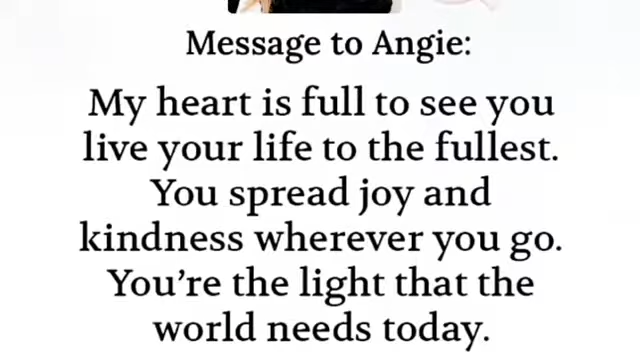 Message to Angie:
My heart is full to see you
live your life to the fullest.
You spread joy and
kindness wherever you go.
You’re the light that the
world needs today.